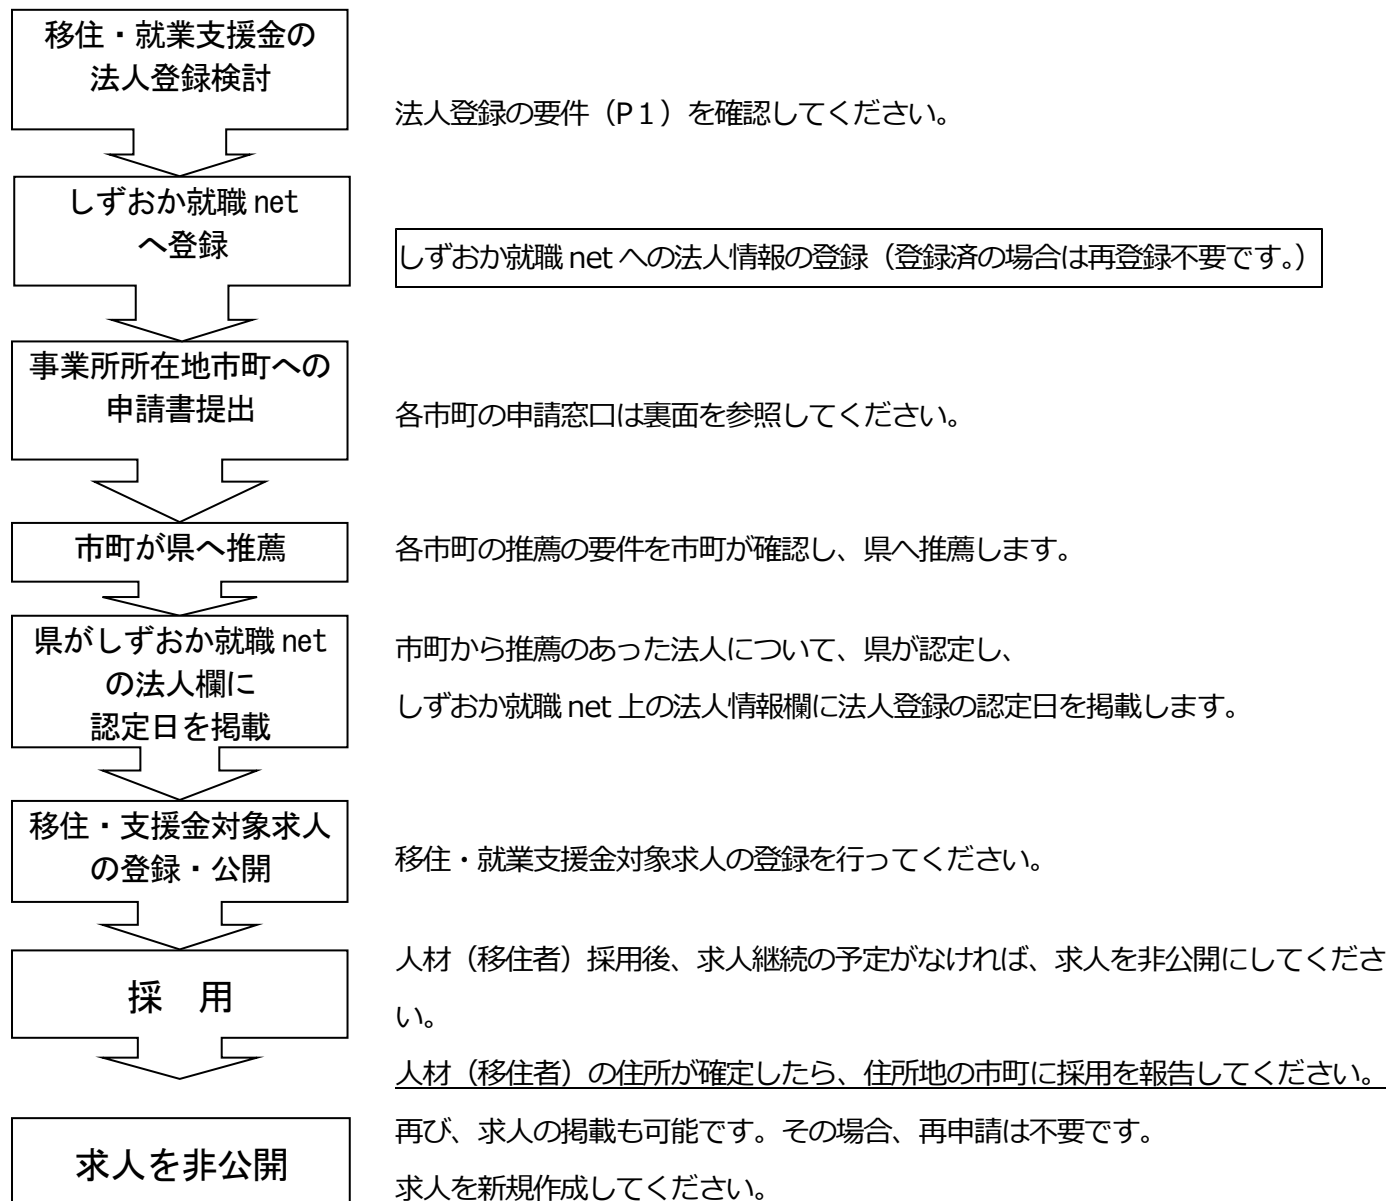 移住・就業支援金の
法人登録検討
法人登録の要件（P１）を確認してください。
しずおか就職 net
へ登録
しずおか就職 net への法人情報の登録（登録済の場合は再登録不要です。）
事業所所在地市町への
申請書提出
各市町の申請窓口は裏面を参照してください。
市町が県へ推薦
各市町の推薦の要件を市町が確認し、県へ推薦します。
県がしずおか就職 net
の法人欄に
認定日を掲載
市町から推薦のあった法人について、県が認定し、
しずおか就職 net 上の法人情報欄に法人登録の認定日を掲載します。
移住・支援金対象求人
の登録・公開
移住・就業支援金対象求人の登録を行ってください。
採　用
人材（移住者）採用後、求人継続の予定がなければ、求人を非公開にしてくださ
い。
人材（移住者）の住所が確定したら、住所地の市町に採用を報告してください。
求人を非公開
再び、求人の掲載も可能です。その場合、再申請は不要です。
求人を新規作成してください。